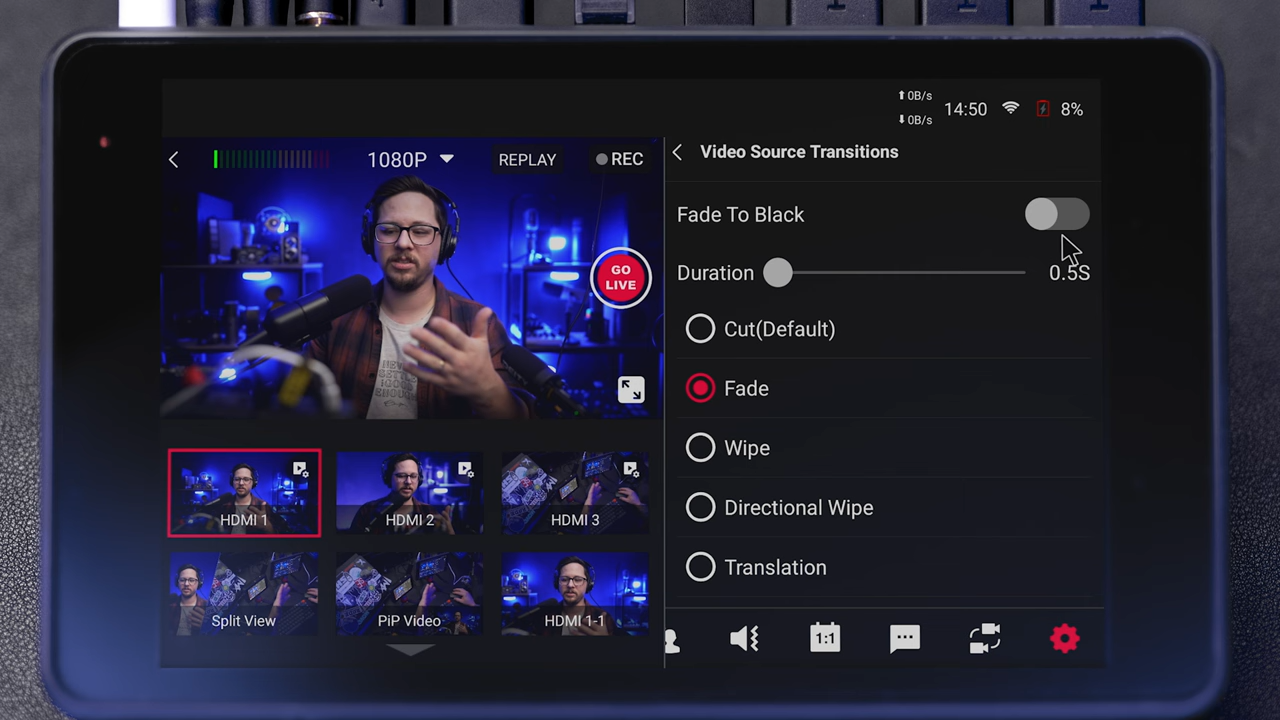 0B/s
0B/s
14:50
8%
1080P
REPLAY
REC
Video Source Transitions
Fade To Black
Duration
0.5S
GO
LIVE
Cut(Default)
Fade
Wipe
Directional Wipe
Translation
HDMI 1
HDMI 2
HDMI 3
Split View
PiP Video
HDMI 1-1
1:1